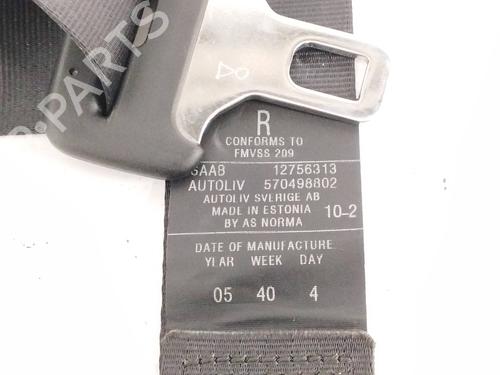 R
CONFORMS TO
FMVSS 209
SAAB 12756313
AUTOLIV 570498802
AUTOLIV SVERIGE AB
MADE IN ESTONIA 10-2
BY AS NORMA
DATE OF MANUFACTURE
YEAR WEEK DAY
05 40 4